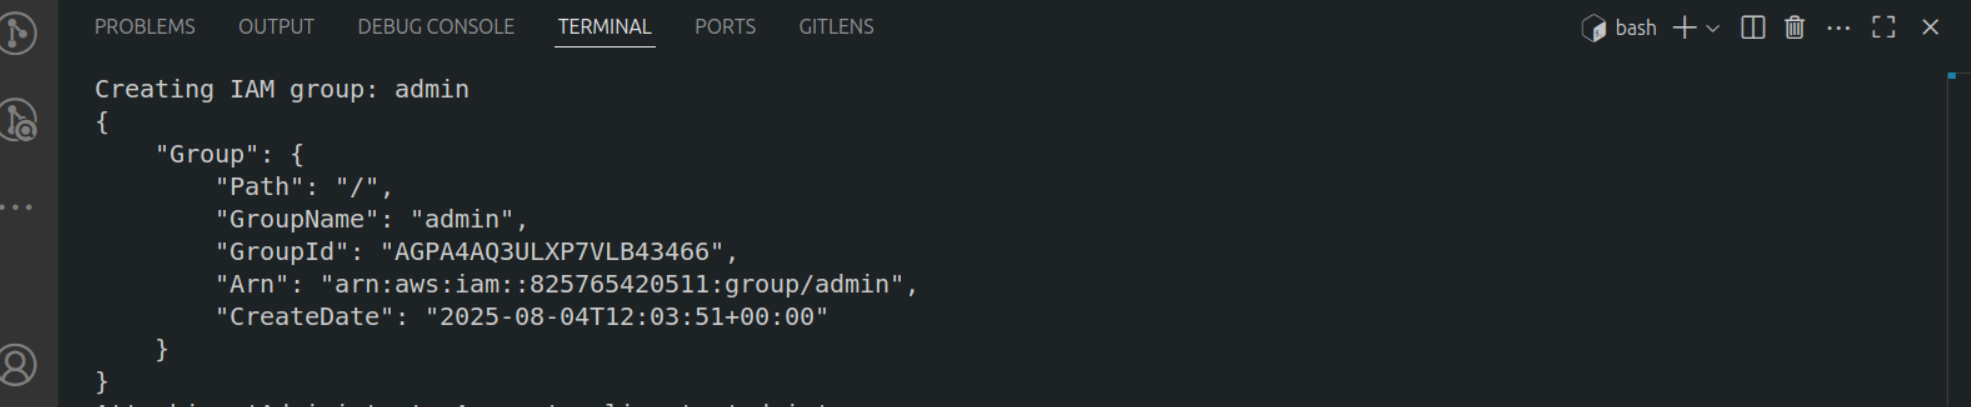 PROBLEMS OUTPUT DEBUG CONSOLE TERMINAL PORTS GITLENS bash
Creating IAM group: admin
{
    "Group": {
        "Path": "/",
        "GroupName": "admin",
        "GroupId": "AGPA4AQ3ULXP7VLB43466",
        "Arn": "arn:aws:iam::825765420511:group/admin",
        "CreateDate": "2025-08-04T12:03:51+00:00"
    }
}